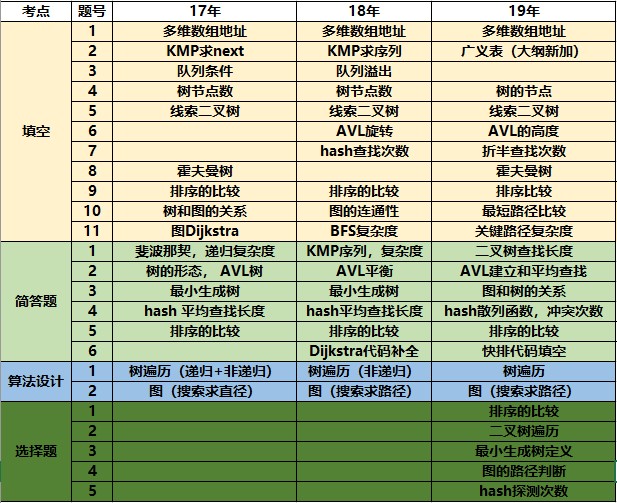 考点 题号 17年 18年 19年
填空
1 多维数组地址 多维数组地址 多维数组地址
2 KMP求next KMP求序列 广义表（大纲新加）
3 队列条件 队列溢出
4 树节点数 树节点数 树的节点
5 线索二叉树 线索二叉树 线索二叉树
6 AVL旋转 AVL的高度
7 hash查找次数 折半查找次数
8 霍夫曼树 霍夫曼树
9 排序的比较 排序的比较 排序比较
10 树和图的关系 图的连通性 最短路径比较
11 图Dijkstra BFS复杂度 关键路径复杂度
简答题
1 斐波那契，递归复杂度 KMP序列，复杂度 二叉树查找长度
2 树的形态， AVL树 AVL平衡 AVL建立和平均查找
3 最小生成树 最小生成树 图和树的关系
4 hash 平均查找长度 hash平均查找长度 hash散列函数，冲突次数
5 排序的比较 排序的比较 排序的比较
6 Dijkstra代码补全 快排代码填空
算法设计
1 树遍历（递归+非递归） 树遍历（非递归） 树遍历
2 图（搜索求直径） 图（搜索求路径） 图（搜索求路径）
选择题
1 排序的比较
2 二叉树遍历
3 最小生成树定义
4 图的路径判断
5 hash探测次数